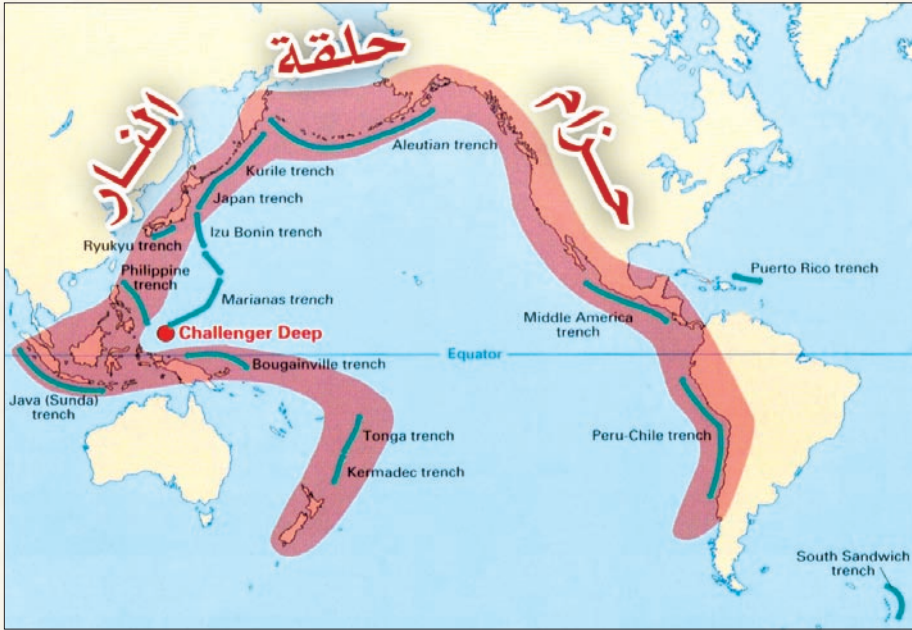 حزام
حلقة
النار
Aleutian trench
Kurile trench
Japan trench
Izu Bonin trench
Ryukyu trench
Philippine
trench
Marianas trench
Challenger Deep
Puerto Rico trench
Middle America
trench
Equator
Bougainville trench
Java (Sunda)
trench
Tonga trench
Kermadec trench
Peru-Chile trench
South Sandwich
trench